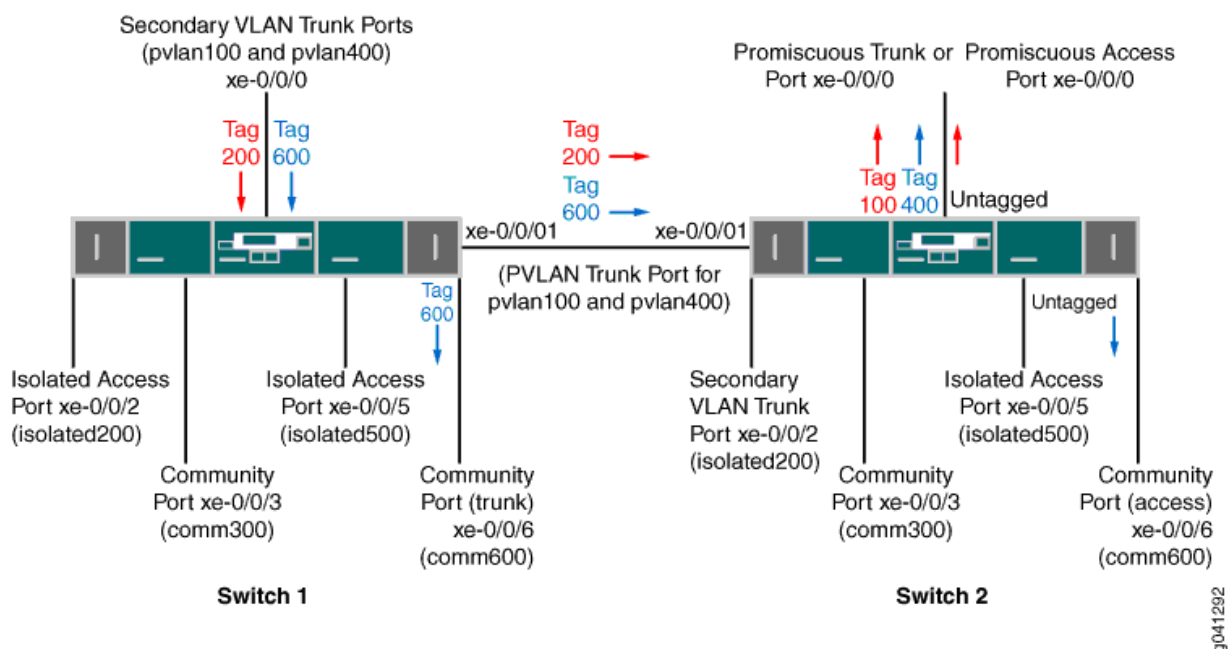 Secondary VLAN Trunk Ports
(pvlan100 and pvlan400)
xe-0/0/0
Promiscuous Trunk or
Port xe-0/0/0
Promiscuous Access
Port xe-0/0/0
Tag
200
Tag
600
Tag
200
Tag
600
Tag
100
Tag
400
Untagged
xe-0/0/01
xe-0/0/01
(PVLAN Trunk Port for
pvlan100 and pvlan400)
Tag
600
Untagged
Isolated Access
Port xe-0/0/2
(isolated200)
Isolated Access
Port xe-0/0/5
(isolated500)
Secondary
VLAN Trunk
Port xe-0/0/2
(isolated200)
Isolated Access
Port xe-0/0/5
(isolated500)
Community
Port xe-0/0/3
(comm300)
Community
Port (trunk)
xe-0/0/6
(comm600)
Community
Port xe-0/0/3
(comm300)
Community
Port (access)
xe-0/0/6
(comm600)
Switch 1
Switch 2
g041292